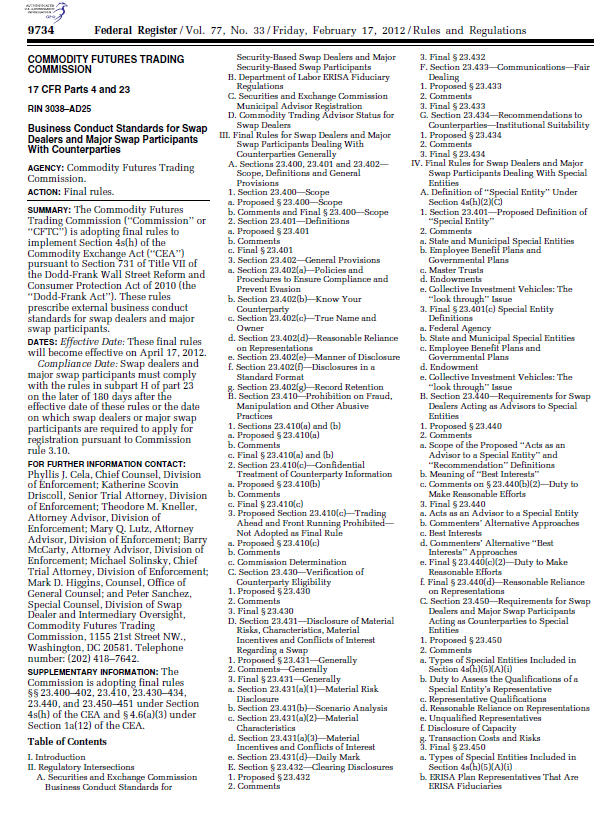 AUTHENTICATED
U.S. GOVERNMENT
INFORMATION
GPO
9734 Federal Register / Vol. 77, No. 33 / Friday, February 17, 2012 / Rules and Regulations
COMMODITY FUTURES TRADING
COMMISSION
17 CFR Parts 4 and 23
RIN 3038–AD25
Business Conduct Standards for Swap
Dealers and Major Swap Participants
With Counterparties
AGENCY: Commodity Futures Trading
Commission.
ACTION: Final rules.
SUMMARY: The Commodity Futures
Trading Commission (‘‘Commission’’ or
‘‘CFTC’’) is adopting final rules to
implement Section 4s(h) of the
Commodity Exchange Act (‘‘CEA’’)
pursuant to Section 731 of Title VII of
the Dodd-Frank Wall Street Reform and
Consumer Protection Act of 2010 (the
‘‘Dodd-Frank Act’’). These rules
prescribe external business conduct
standards for swap dealers and major
swap participants.
DATES: Effective Date: These final rules
will become effective on April 17, 2012.
Compliance Date: Swap dealers and
major swap participants must comply
with the rules in subpart H of part 23
on the later of 180 days after the
effective date of these rules or the date
on which swap dealers or major swap
participants are required to apply for
registration pursuant to Commission
rule 3.10.
FOR FURTHER INFORMATION CONTACT:
Phyllis J. Cela, Chief Counsel, Division
of Enforcement; Katherine Scovin
Driscoll, Senior Trial Attorney, Division
of Enforcement; Theodore M. Kneller,
Attorney Advisor, Division of
Enforcement; Mary Q. Lutz, Attorney
Advisor, Division of Enforcement; Barry
McCarty, Attorney Advisor, Division of
Enforcement; Michael Solinsky, Chief
Trial Attorney, Division of Enforcement;
Mark D. Higgins, Counsel, Office of
General Counsel; and Peter Sanchez,
Special Counsel, Division of Swap
Dealer and Intermediary Oversight,
Commodity Futures Trading
Commission, 1155 21st Street NW.,
Washington, DC 20581. Telephone
number: (202) 418–7642.
SUPPLEMENTARY INFORMATION: The
Commission is adopting final rules
§§ 23.400–402, 23.410, 23.430–434,
23.440, and 23.450–451 under Section
4s(h) of the CEA and § 4.6(a)(3) under
Section 1a(12) of the CEA.
Table of Contents
I. Introduction
II. Regulatory Intersections
A. Securities and Exchange Commission
Business Conduct Standards for
Security-Based Swap Dealers and Major
Security-Based Swap Participants
B. Department of Labor ERISA Fiduciary
Regulations
C. Securities and Exchange Commission
Municipal Advisor Registration
D. Commodity Trading Advisor Status for
Swap Dealers
III. Final Rules for Swap Dealers and Major
Swap Participants Dealing With
Counterparties Generally
A. Sections 23.400, 23.401 and 23.402—
Scope, Definitions and General
Provisions
1. Section 23.400—Scope
a. Proposed § 23.400—Scope
b. Comments and Final § 23.400—Scope
2. Section 23.401—Definitions
a. Proposed § 23.401
b. Comments
c. Final § 23.401
3. Section 23.402—General Provisions
a. Section 23.402(a)—Policies and
Procedures to Ensure Compliance and
Prevent Evasion
b. Section 23.402(b)—Know Your
Counterparty
c. Section 23.402(c)—True Name and
Owner
d. Section 23.402(d)—Reasonable Reliance
on Representations
e. Section 23.402(e)—Manner of Disclosure
f. Section 23.402(f)—Disclosures in a
Standard Format
g. Section 23.402(g)—Record Retention
B. Section 23.410—Prohibition on Fraud,
Manipulation and Other Abusive
Practices
1. Sections 23.410(a) and (b)
a. Proposed § 23.410(a)
b. Comments
c. Final § 23.410(a) and (b)
2. Section 23.410(c)—Confidential
Treatment of Counterparty Information
a. Proposed § 23.410(b)
b. Comments
c. Final § 23.410(c)
3. Proposed Section 23.410(c)—Trading
Ahead and Front Running Prohibited—
Not Adopted as Final Rule
a. Proposed § 23.410(c)
b. Comments
c. Commission Determination
C. Section 23.430—Verification of
Counterparty Eligibility
1. Proposed § 23.430
2. Comments
3. Final § 23.430
D. Section 23.431—Disclosure of Material
Risks, Characteristics, Material
Incentives and Conflicts of Interest
Regarding a Swap
1. Proposed § 23.431—Generally
2. Comments—Generally
3. Final § 23.431—Generally
a. Section 23.431(a)(1)—Material Risk
Disclosure
b. Section 23.431(b)—Scenario Analysis
c. Section 23.431(a)(2)—Material
Characteristics
d. Section 23.431(a)(3)—Material
Incentives and Conflicts of Interest
e. Section 23.431(d)—Daily Mark
E. Section § 23.432—Clearing Disclosures
1. Proposed § 23.432
2. Comments
3. Final § 23.432
F. Section 23.433—Communications—Fair
Dealing
1. Proposed § 23.433
2. Comments
3. Final § 23.433
G. Section 23.434—Recommendations to
Counterparties—Institutional Suitability
1. Proposed § 23.434
2. Comments
3. Final § 23.434
IV. Final Rules for Swap Dealers and Major
Swap Participants Dealing With Special
Entities
A. Definition of ‘‘Special Entity’’ Under
Section 4s(h)(2)(C)
1. Section 23.401—Proposed Definition of
‘‘Special Entity’’
2. Comments
a. State and Municipal Special Entities
b. Employee Benefit Plans and
Governmental Plans
c. Master Trusts
d. Endowments
e. Collective Investment Vehicles: The
‘‘look through’’ Issue
3. Final § 23.401(c) Special Entity
Definitions
a. Federal Agency
b. State and Municipal Special Entities
c. Employee Benefit Plans and
Governmental Plans
d. Endowment
e. Collective Investment Vehicles: The
‘‘look through’’ Issue
B. Section 23.440—Requirements for Swap
Dealers Acting as Advisors to Special
Entities
1. Proposed § 23.440
2. Comments
a. Scope of the Proposed ‘‘Acts as an
Advisor to a Special Entity’’ and
‘‘Recommendation’’ Definitions
b. Meaning of ‘‘Best Interests’’
c. Comments on § 23.440(b)(2)—Duty to
Make Reasonable Efforts
3. Final § 23.440
a. Acts as an Advisor to a Special Entity
b. Commenters’ Alternative Approaches
c. Best Interests
d. Commenters’ Alternative ‘‘Best
Interests’’ Approaches
e. Final § 23.440(c)(2)—Duty to Make
Reasonable Efforts
f. Final § 23.440(d)—Reasonable Reliance
on Representations
C. Section 23.450—Requirements for Swap
Dealers and Major Swap Participants
Acting as Counterparties to Special
Entities
1. Proposed § 23.450
2. Comments
a. Types of Special Entities Included in
Section 4s(h)(5)(A)(i)
b. Duty to Assess the Qualifications of a
Special Entity’s Representative
c. Representative Qualifications
d. Reasonable Reliance on Representations
e. Unqualified Representatives
f. Disclosure of Capacity
g. Transaction Costs and Risks
3. Final § 23.450
a. Types of Special Entities Included in
Section 4s(h)(5)(A)(i)
b. ERISA Plan Representatives That Are
ERISA Fiduciaries